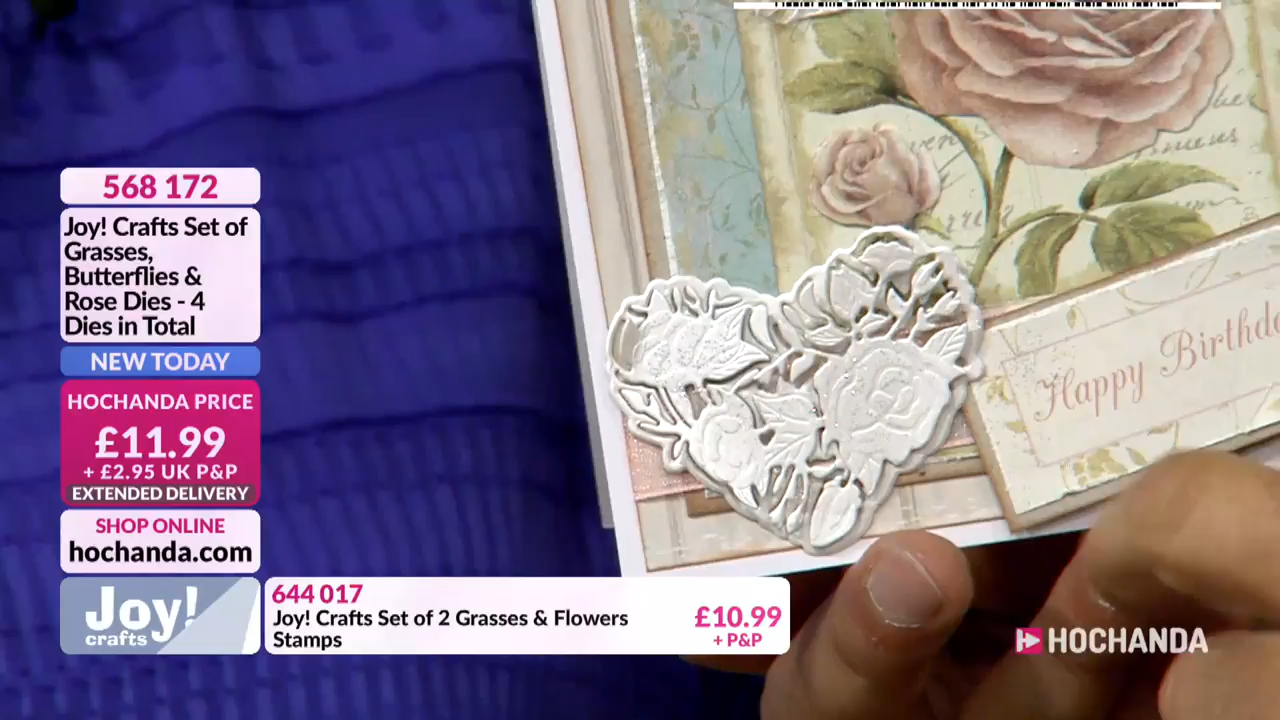 568 172
Joy! Crafts Set of
Grasses,
Butterflies &
Rose Dies - 4
Dies in Total
NEW TODAY
HOCHANDA PRICE
£11.99
+ £2.95 UK P&P
EXTENDED DELIVERY
SHOP ONLINE
hochanda.com
Joy!
crafts
644 017
Joy! Crafts Set of 2 Grasses & Flowers
Stamps
£10.99
+ P&P
HOCHANDA
Happy Birthd